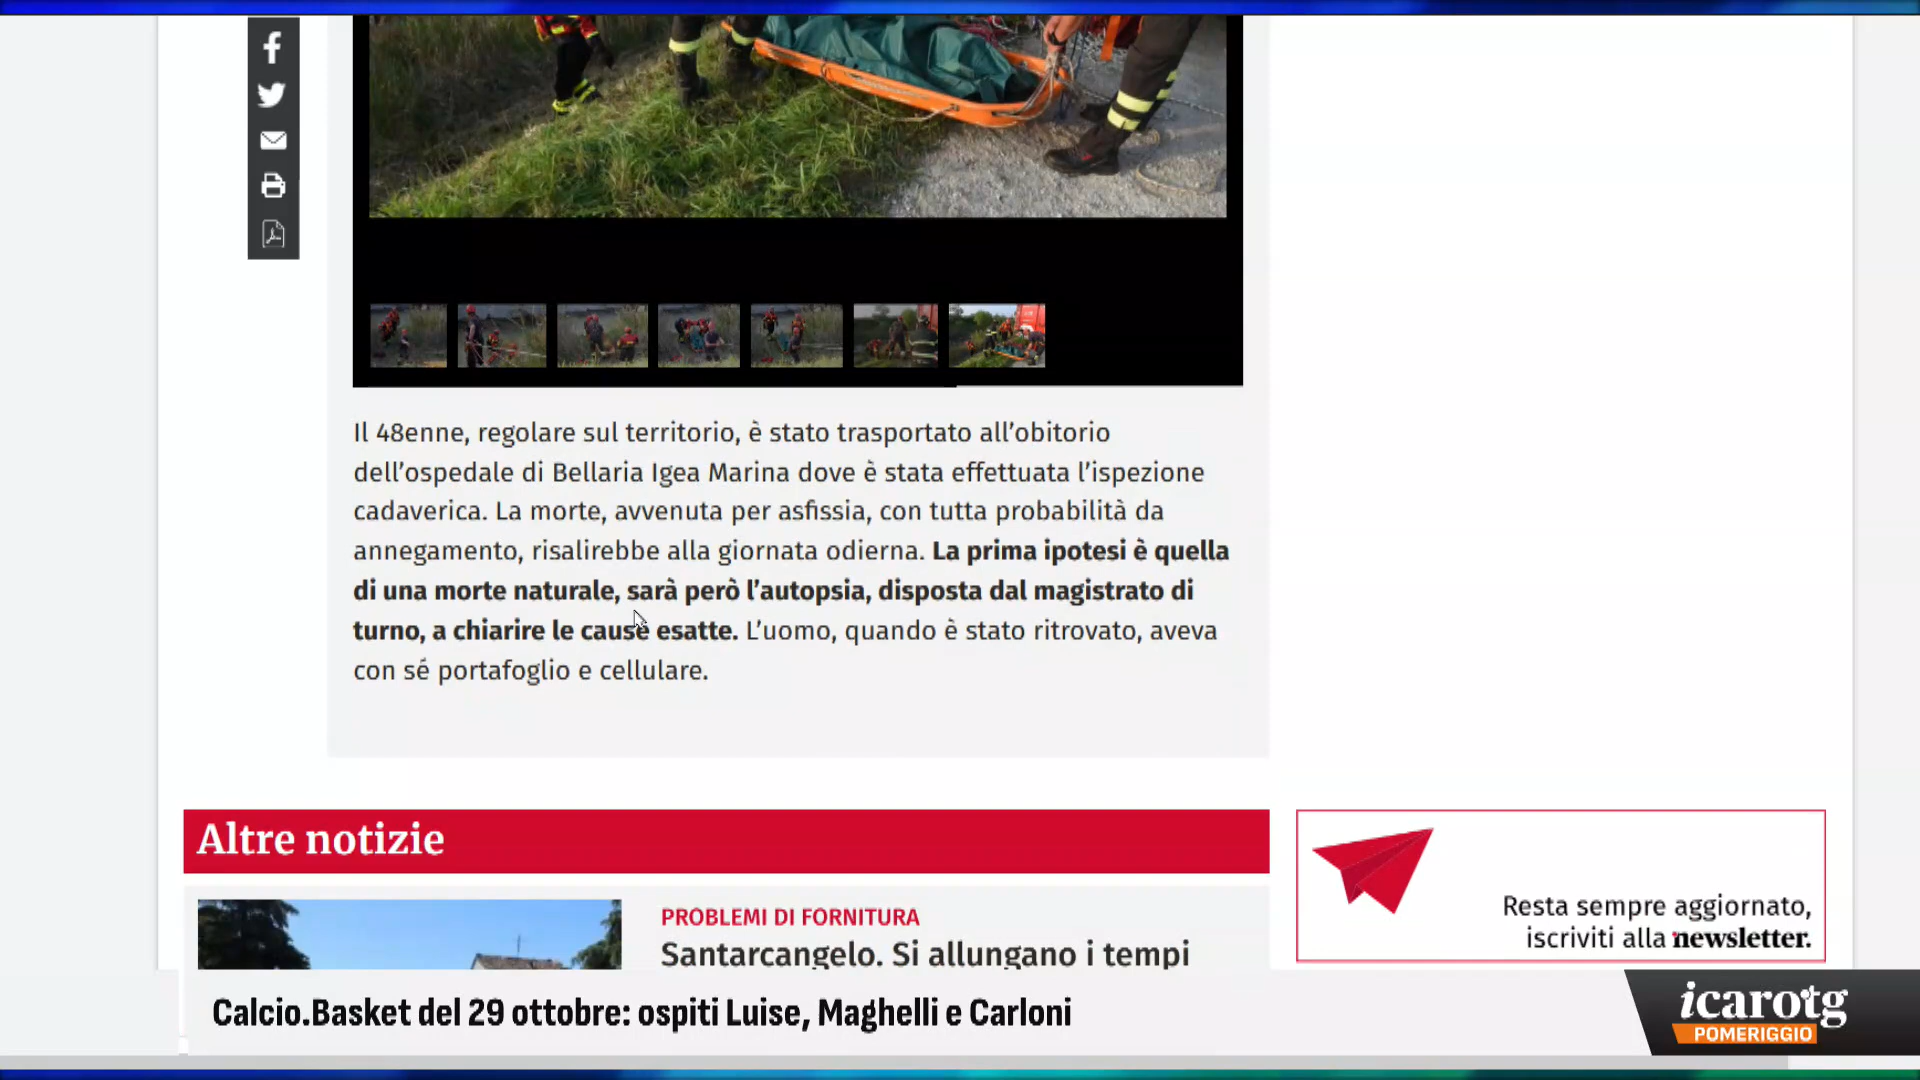 Il 48enne, regolare sul territorio, è stato trasportato all’obitorio
dell’ospedale di Bellaria Igea Marina dove è stata effettuata l’ispezione
cadaverica. La morte, avvenuta per asfissia, con tutta probabilità da
annegamento, risalirebbe alla giornata odierna. La prima ipotesi è quella
di una morte naturale, sarà però l’autopsia, disposta dal magistrato di
turno, a chiarire le cause esatte. L’uomo, quando è stato ritrovato, aveva
con sé portafoglio e cellulare.
Altre notizie
PROBLEMI DI FORNITURA
Santarcangelo. Si allungano i tempi
Resta sempre aggiornato,
iscriviti alla newsletter.
Calcio.Basket del 29 ottobre: ospiti Luise, Maghelli e Carloni
icarotg
POMERIGGIO